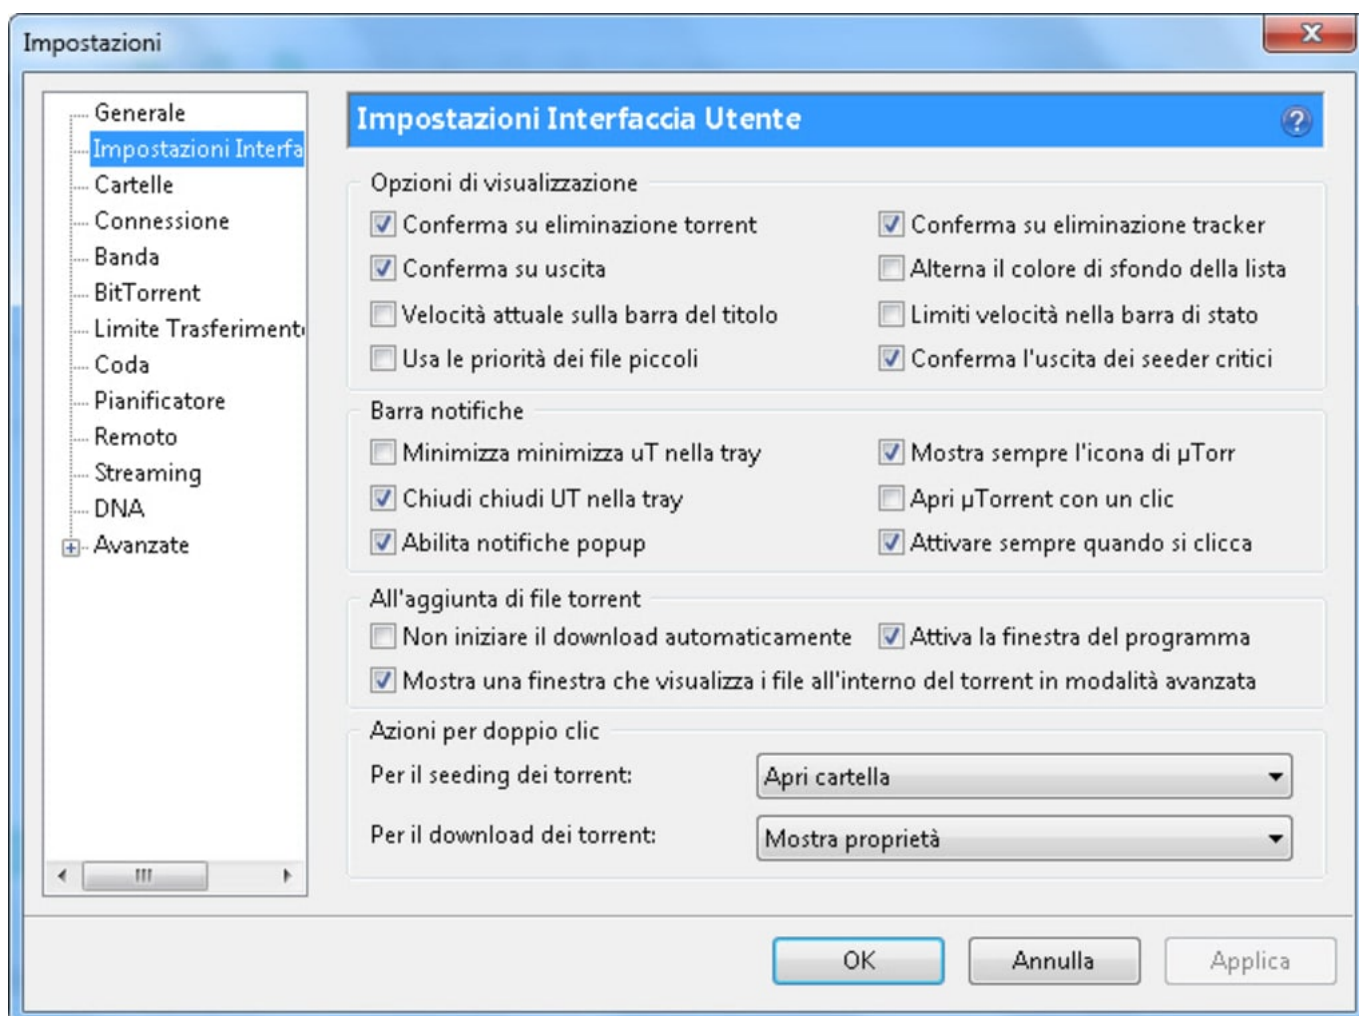 Impostazioni
Generale
Impostazioni Interfa
Cartelle
Connessione
Banda
BitTorrent
Limite Trasferimento
Coda
Pianificatore
Remoto
Streaming
DNA
Avanzate
Impostazioni Interfaccia Utente
Opzioni di visualizzazione
Conferma su eliminazione torrent
Conferma su eliminazione tracker
Conferma su uscita
Alterna il colore di sfondo della lista
Velocità attuale sulla barra del titolo
Limiti velocità nella barra di stato
Usa le priorità dei file piccoli
Conferma l'uscita dei seeder critici
Barra notifiche
Minimizza minimizza uT nella tray
Mostra sempre l'icona di µTorr
Chiudi chiudi UT nella tray
Apri µTorrent con un clic
Abilita notifiche popup
Attivare sempre quando si clicca
All'aggiunta di file torrent
Non iniziare il download automaticamente
Attiva la finestra del programma
Mostra una finestra che visualizza i file all'interno del torrent in modalità avanzata
Azioni per doppio clic
Per il seeding dei torrent:
Apri cartella
Per il download dei torrent:
Mostra proprietà
OK
Annulla
Applica